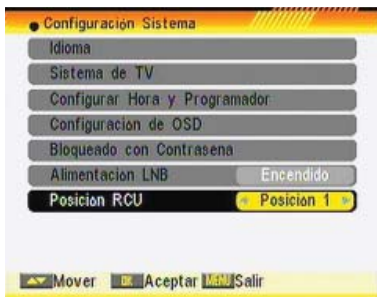 Configuración Sistema
Idioma
Sistema de TV
Configurar Hora y Programador
Configuracion de OSD
Bloqueado con Contrasena
Alimentacion LNB Encendido
Posicion RCU Posicion 1
Mover OK Aceptar MENU Salir